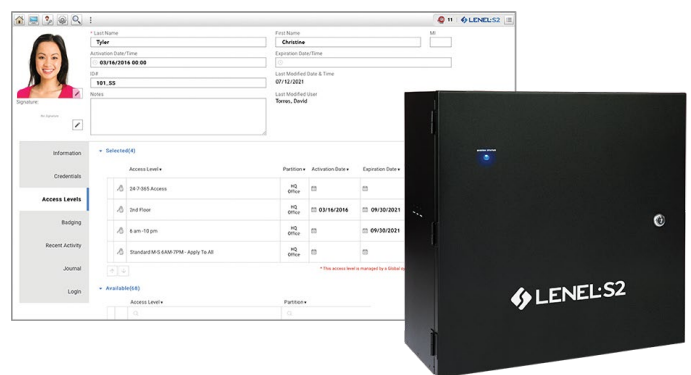 11 LENEL·S2
* Last Name First Name MI
Tyler Christine
Activation Date/Time Expiration Date/Time
03/16/2016 00:00
ID# Last Modified Date & Time
101_SS 07/12/2021
Notes Last Modified User
Torres, David
Signature:
No Signature
Information
Credentials
Access Levels
Badging
Recent Activity
Journal
Login
Selected(4)
Access Level Partition Activation Date Expiration Date
24-7-365 Access HQ Office
2nd Floor HQ Office 03/16/2016 09/30/2021
6 am -10 pm HQ Office 09/30/2021
Standard M-S 6AM-7PM - Apply To All HQ Office
* This access level is managed by a Global
Available(68)
Access Level Partition
LENEL·S2